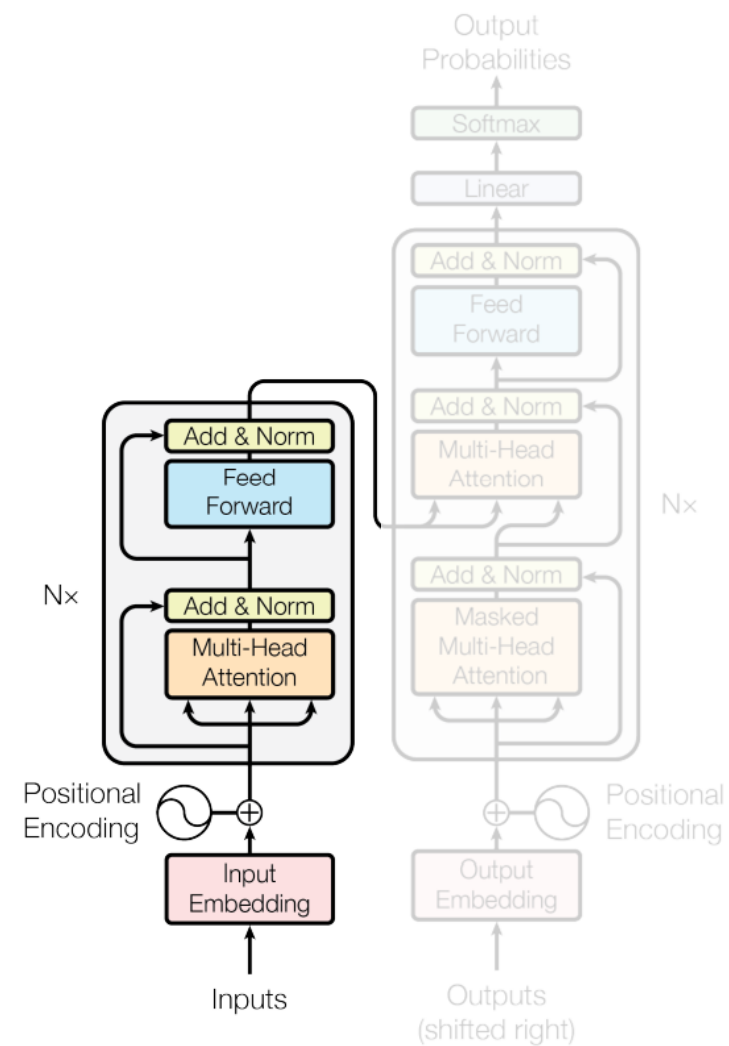 Output
Probabilities
Softmax
Linear
Add & Norm
Feed
Forward
Add & Norm
Multi-Head
Attention
Add & Norm
Masked
Multi-Head
Attention
Nx
Positional
Encoding
Output
Embedding
Outputs
(shifted right)
Add & Norm
Feed
Forward
Add & Norm
Multi-Head
Attention
Nx
Positional
Encoding
Input
Embedding
Inputs